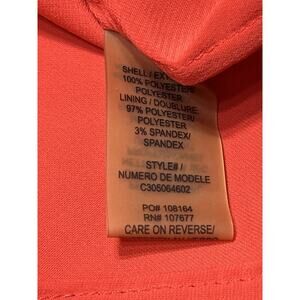 SHELL / EX
100% POLYESTER/
POLYESTER
LINING / DOUBLURE:
97% POLYESTER/
POLYESTER
3% SPANDEX/
SPANDEX
STYLE# /
NUMERO DE MODELE
C305064602
PO# 108164
RN# 107677
CARE ON REVERSE/